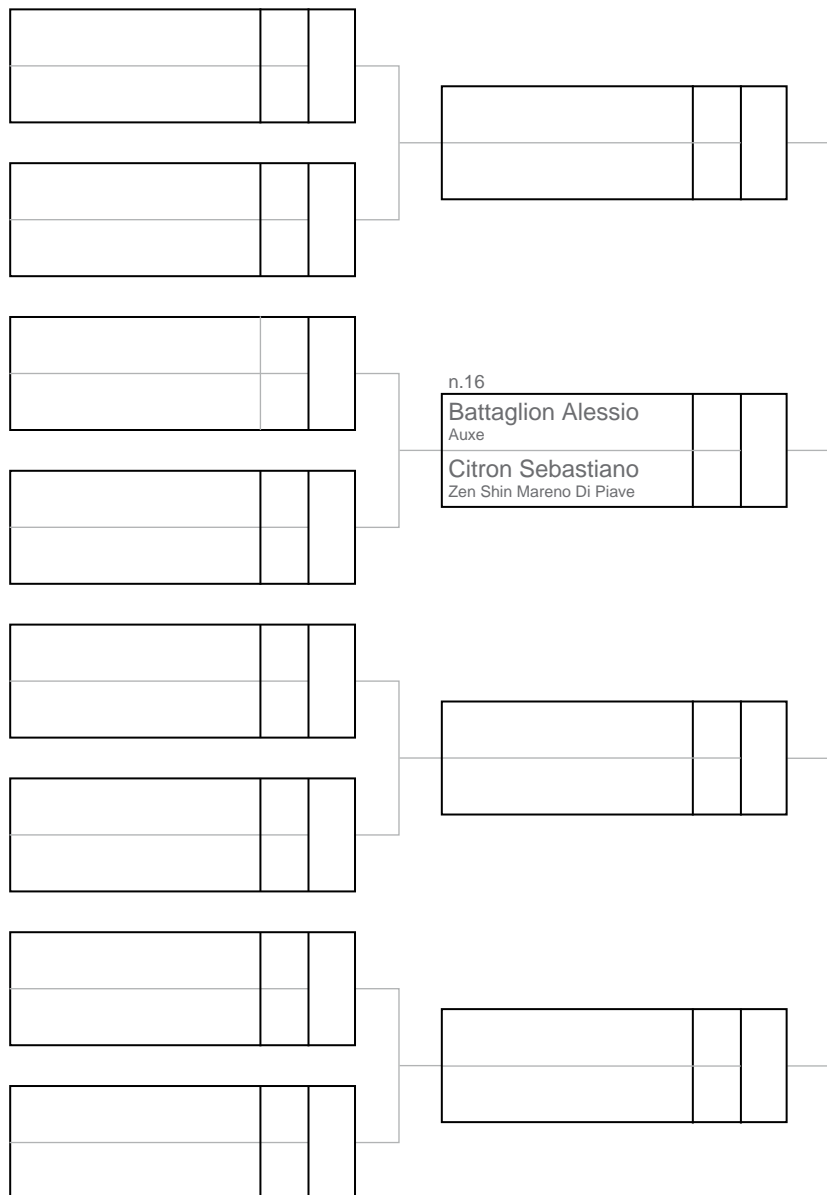 n.16
Battaglion Alessio
Auxe
Citron Sebastiano
Zen Shin Mareno Di Piave